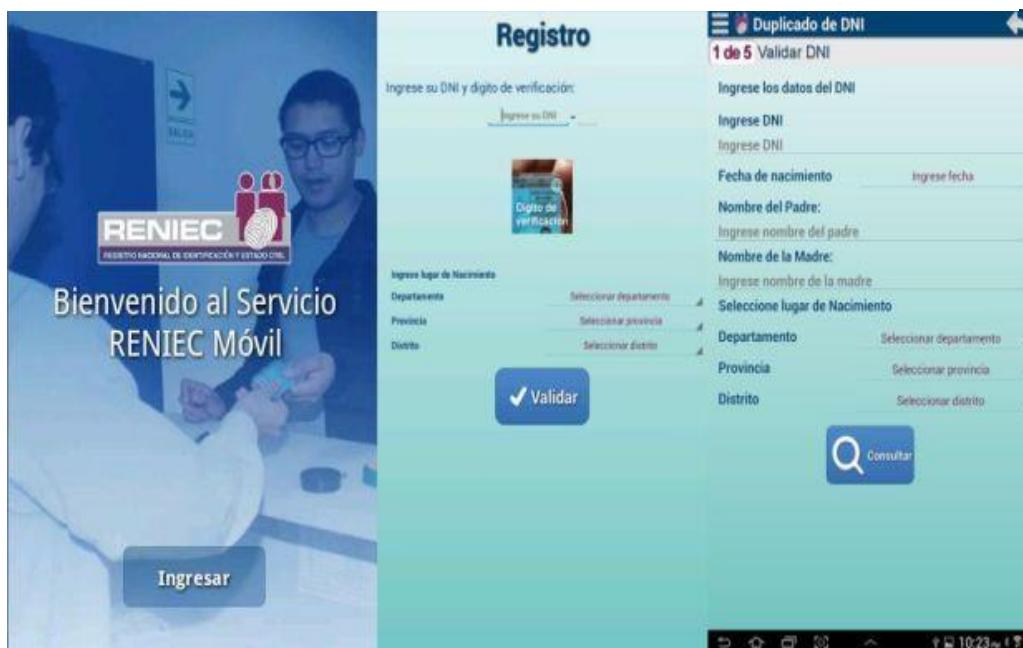 SALIDA
RENIEC
REGISTRO NACIONAL DE IDENTIFICACIÓN Y ESTADO CIVIL
Bienvenido al Servicio
RENIEC Móvil
Ingresar
Registro
Ingrese su DNI y digito de verificación:
Ingrese su DNI -
Digito de
verificación
Ingrese lugar de Nacimiento
Departamento Seleccionar departamento
Provincia Seleccionar provincia
Distrito Seleccionar distrito
Validar
Duplicado de DNI
1 de 5 Validar DNI
Ingrese los datos del DNI
Ingrese DNI
Ingrese DNI
Fecha de nacimiento Ingrese fecha
Nombre del Padre:
Ingrese nombre del padre
Nombre de la Madre:
Ingrese nombre de la madre
Seleccione lugar de Nacimiento
Departamento Seleccionar departamento
Provincia Seleccionar provincia
Distrito Seleccionar distrito
Consultar
10:23